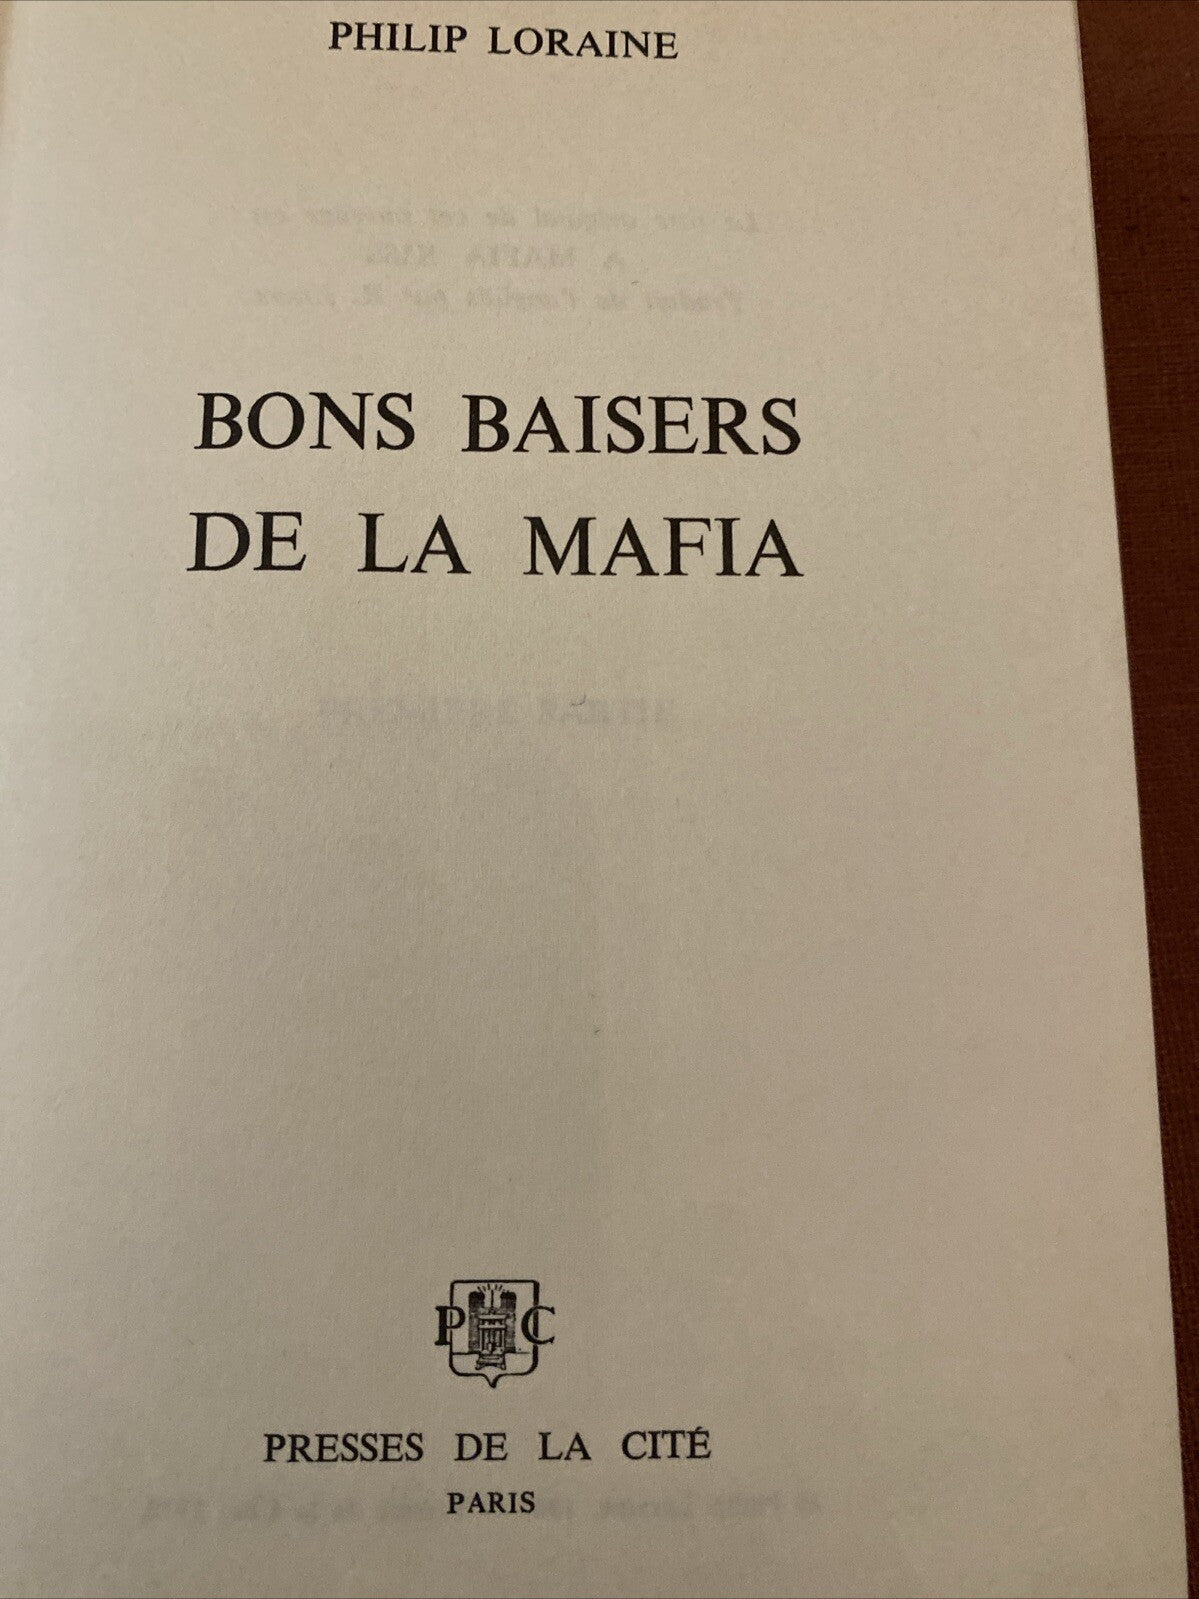 PHILIP LORAINE
BONS BAISERS
DE LA MAFIA
P C
PRESSES DE LA CITÉ
PARIS